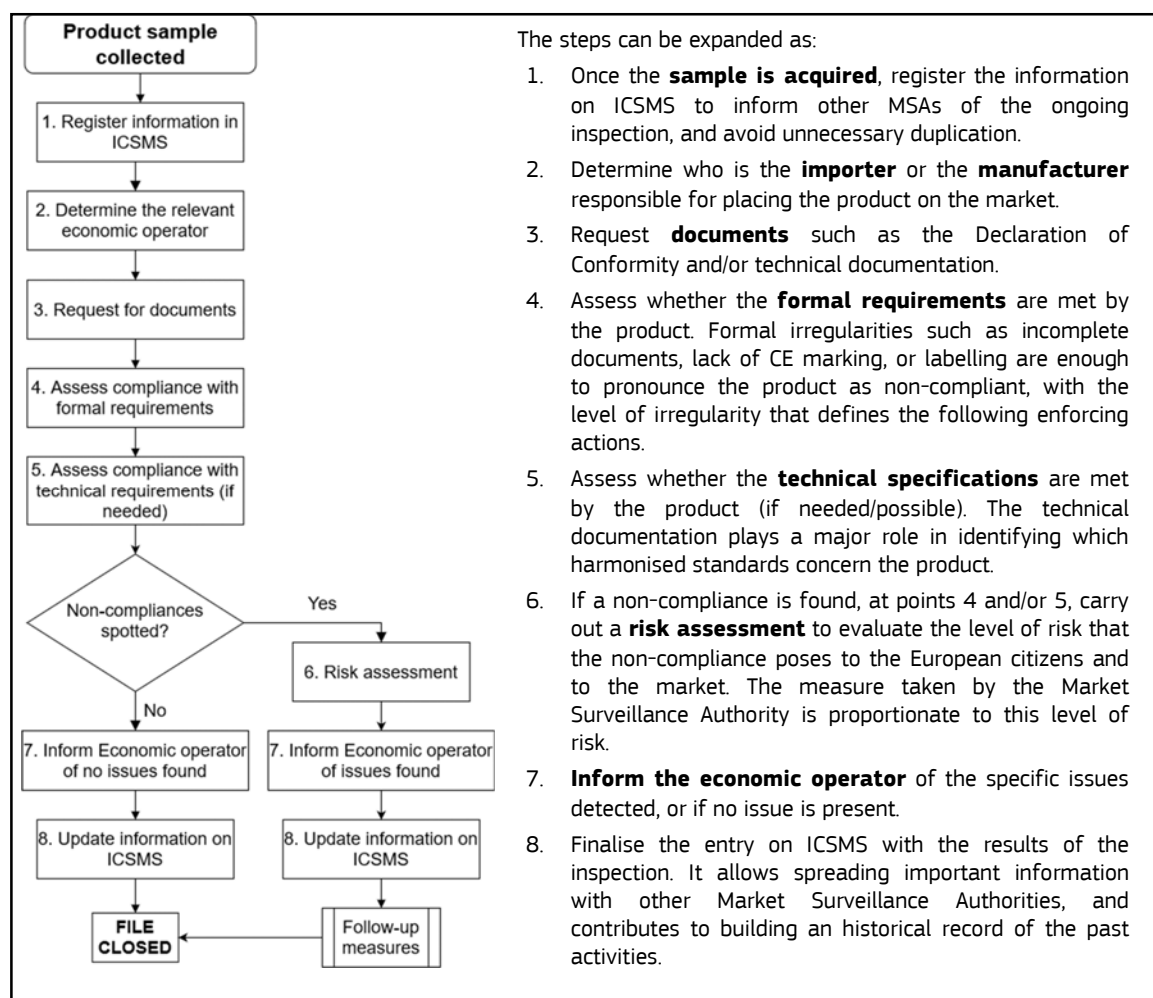 Product sample
collected
1. Register information in
ICSMS
2. Determine the relevant
economic operator
3. Request for documents
4. Assess compliance with
formal requirements
5. Assess compliance with
technical requirements (if
needed)
Non-compliances
spotted?
Yes
6. Risk assessment
No
7. Inform Economic operator
of no issues found
7. Inform Economic operator
of issues found
8. Update information on
ICSMS
8. Update information on
ICSMS
FILE
CLOSED
Follow-up
measures
The steps can be expanded as:
1. Once the sample is acquired, register the information
on ICSMS to inform other MSAs of the ongoing
inspection, and avoid unnecessary duplication.
2. Determine who is the importer or the manufacturer
responsible for placing the product on the market.
3. Request documents such as the Declaration of
Conformity and/or technical documentation.
4. Assess whether the formal requirements are met by
the product. Formal irregularities such as incomplete
documents, lack of CE marking, or labelling are enough
to pronounce the product as non-compliant, with the
level of irregularity that defines the following enforcing
actions.
5. Assess whether the technical specifications are met
by the product (if needed/possible). The technical
documentation plays a major role in identifying which
harmonised standards concern the product.
6. If a non-compliance is found, at points 4 and/or 5, carry
out a risk assessment to evaluate the level of risk that
the non-compliance poses to the European citizens and
to the market. The measure taken by the Market
Surveillance Authority is proportionate to this level of
risk.
7. Inform the economic operator of the specific issues
detected, or if no issue is present.
8. Finalise the entry on ICSMS with the results of the
inspection. It allows spreading important information
with other Market Surveillance Authorities, and
contributes to building an historical record of the past
activities.